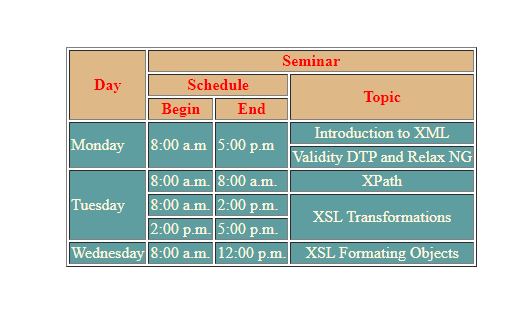 Day
Seminar
Schedule
Topic
Begin
End
Monday
8:00 a.m
5:00 p.m
Introduction to XML
Validity DTP and Relax NG
Tuesday
8:00 a.m.
8:00 a.m.
XPath
8:00 a.m.
2:00 p.m.
XSL Transformations
2:00 p.m.
5:00 p.m.
Wednesday
8:00 a.m.
12:00 p.m.
XSL Formating Objects